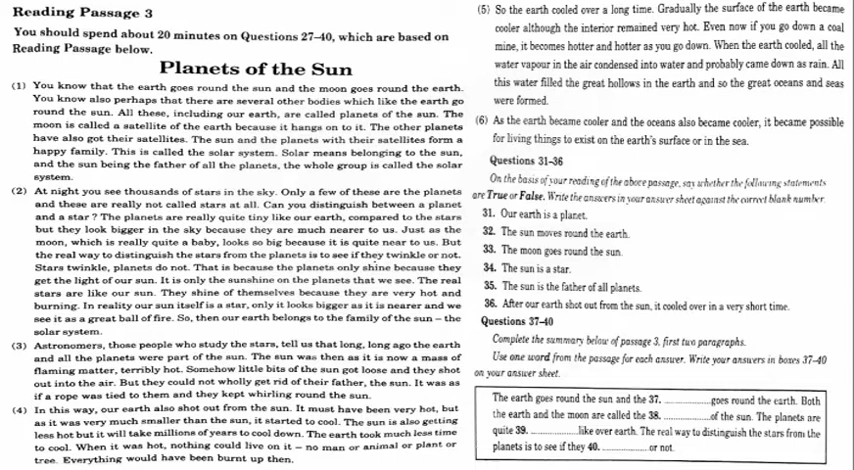 Reading Passage 3
You should spend about 20 minutes on Questions 27–40, which are based on
Reading Passage below.
Planets of the Sun
(1) You know that the earth goes round the sun and the moon goes round the earth.
You know also perhaps that there are several other bodies which like the earth go
round the sun. All these, including our earth, are called planets of the sun. The
moon is called a satellite of the earth because it hangs on to it. The other planets
have also got their satellites. The sun and the planets with their satellites form a
happy family. This is called the solar system. Solar means belonging to the sun,
and the sun being the father of all the planets, the whole group is called the solar
system.
(2) At night you see thousands of stars in the sky. Only a few of these are the planets
and these are really not called stars at all. Can you distinguish between a planet
and a star ? The planets are really quite tiny like our earth, compared to the stars
but they look bigger in the sky because they are much nearer to us. Just as the
moon, which is really quite a baby, looks so big because it is quite near to us. But
the real way to distinguish the stars from the planets is to see if they twinkle or not.
Stars twinkle, planets do not. That is because the planets only shine because they
get the light of our sun. It is only the sunshine on the planets that we see. The real
stars are like our sun. They shine of themselves because they are very hot and
burning. In reality our sun itself is a star, only it looks bigger as it is nearer and we
see it as a great ball of fire. So, then our earth belongs to the family of the sun – the
solar system.
(3) Astronomers, those people who study the stars, tell us that long, long ago the earth
and all the planets were part of the sun. The sun was then as it is now a mass of
flaming matter, terribly hot. Somehow little bits of the sun got loose and they shot
out into the air. But they could not wholly get rid of their father, the sun. It was as
if a rope was tied to them and they kept whirling round the sun.
(4) In this way, our earth also shot out from the sun. It must have been very hot, but
as it was very much smaller than the sun, it started to cool. The sun is also getting
less hot but it will take millions of years to cool down. The earth took much less time
to cool. When it was hot, nothing could live on it – no man or animal or plant or
tree. Everything would have been burnt up then.
(5) So the earth cooled over a long time. Gradually the surface of the earth became
cooler although the interior remained very hot. Even now if you go down a coal
mine, it becomes hotter and hotter as you go down. When the earth cooled, all the
water vapour in the air condensed into water and probably came down as rain. All
this water filled the great hollows in the earth and so the great oceans and seas
were formed.
(6) As the earth became cooler and the oceans also became cooler, it became possible
for living things to exist on the earth's surface or in the sea.
Questions 31-36
On the basis of your reading of the above passage, say whether the following statements
are True or False. Write the answers in your answer sheet against the correct blank number.
31. Our earth is a planet.
32. The sun moves round the earth.
33. The moon goes round the sun.
34. The sun is a star.
35. The sun is the father of all planets.
36. After our earth shot out from the sun, it cooled over in a very short time.
Questions 37-40
Complete the summary below of passage 3, first two paragraphs.
Use one word from the passage for each answer. Write your answers in boxes 37-40
on your answer sheet.
The earth goes round the sun and the 37. ...............goes round the earth. Both
the earth and the moon are called the 38. ...............of the sun. The planets are
quite 39. ...............like over earth. The real way to distinguish the stars from the
planets is to see if they 40. ............... or not.